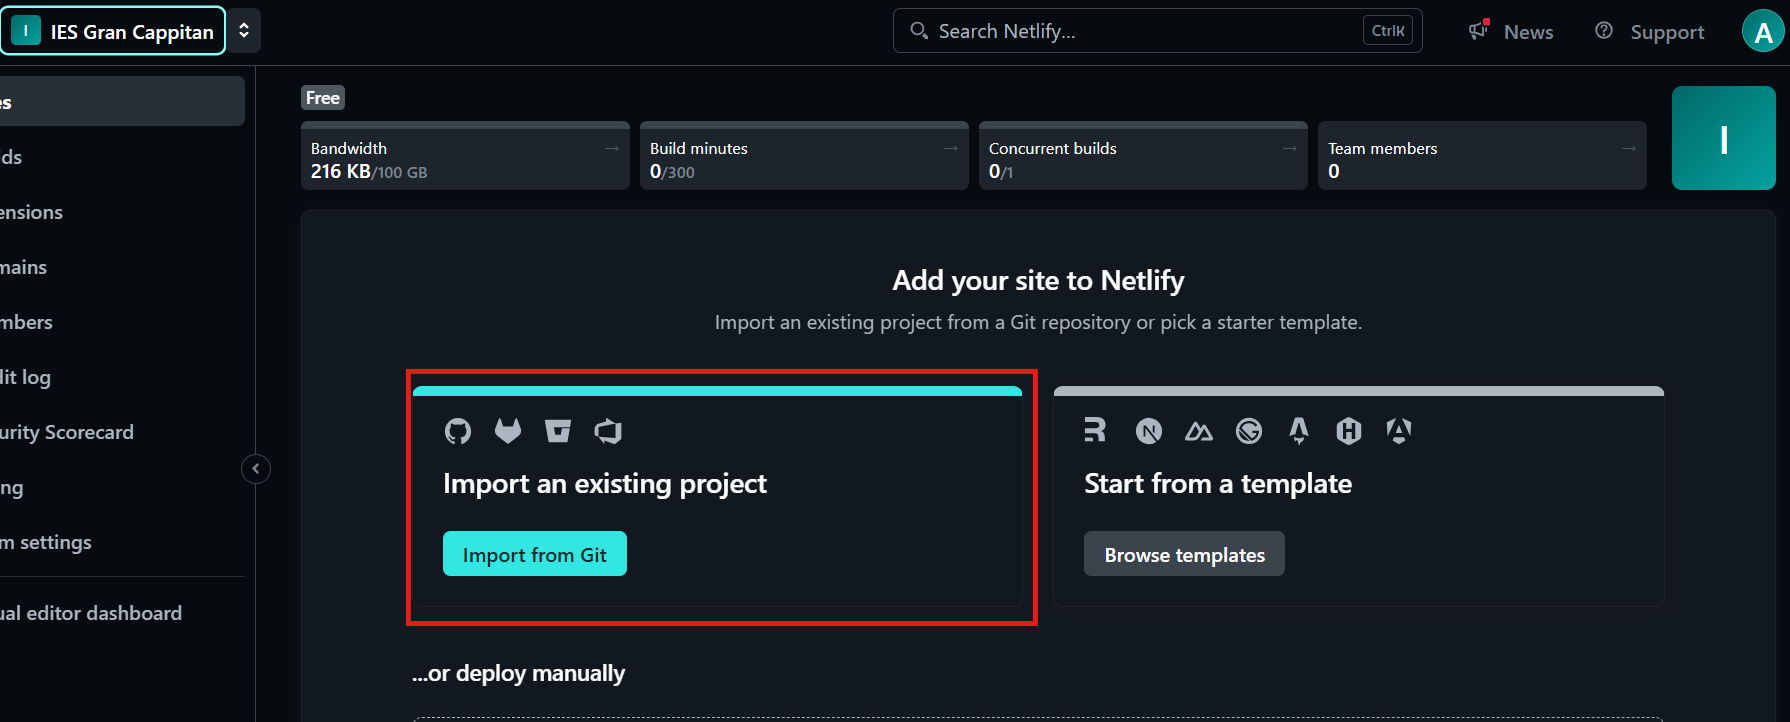 I IES Gran Cappitan
Search Netlify... CtrlK
News
Support
A
es
lds
ensions
mains
mbers
dit log
urity Scorecard
ng
m settings
ual editor dashboard
Free
Bandwidth →
216 KB/100 GB
Build minutes →
0/300
Concurrent builds →
0/1
Team members →
0
I
Add your site to Netlify
Import an existing project from a Git repository or pick a starter template.
Import an existing project
Import from Git
Start from a template
Browse templates
...or deploy manually